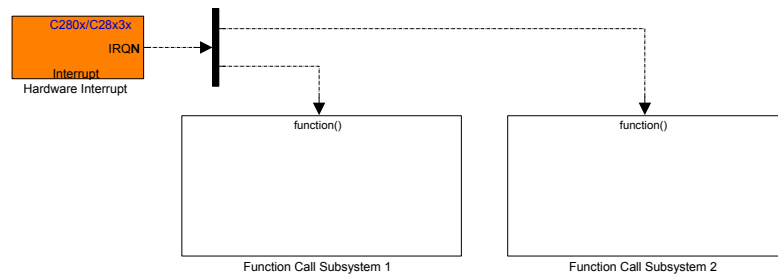 C280x/C28x3x
IRQN
Interrupt
Hardware Interrupt
function()
function()
Function Call Subsystem 1
Function Call Subsystem 2